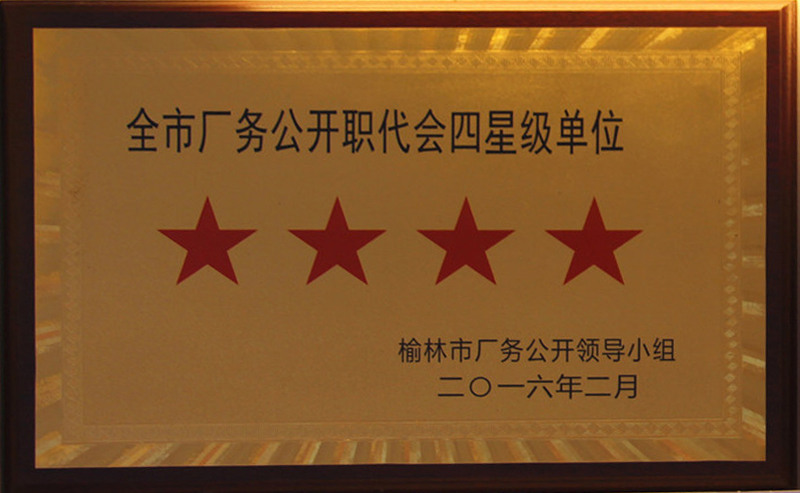 全市厂务公开职代会四星级单位
榆林市厂务公开领导小组
二〇一六年二月